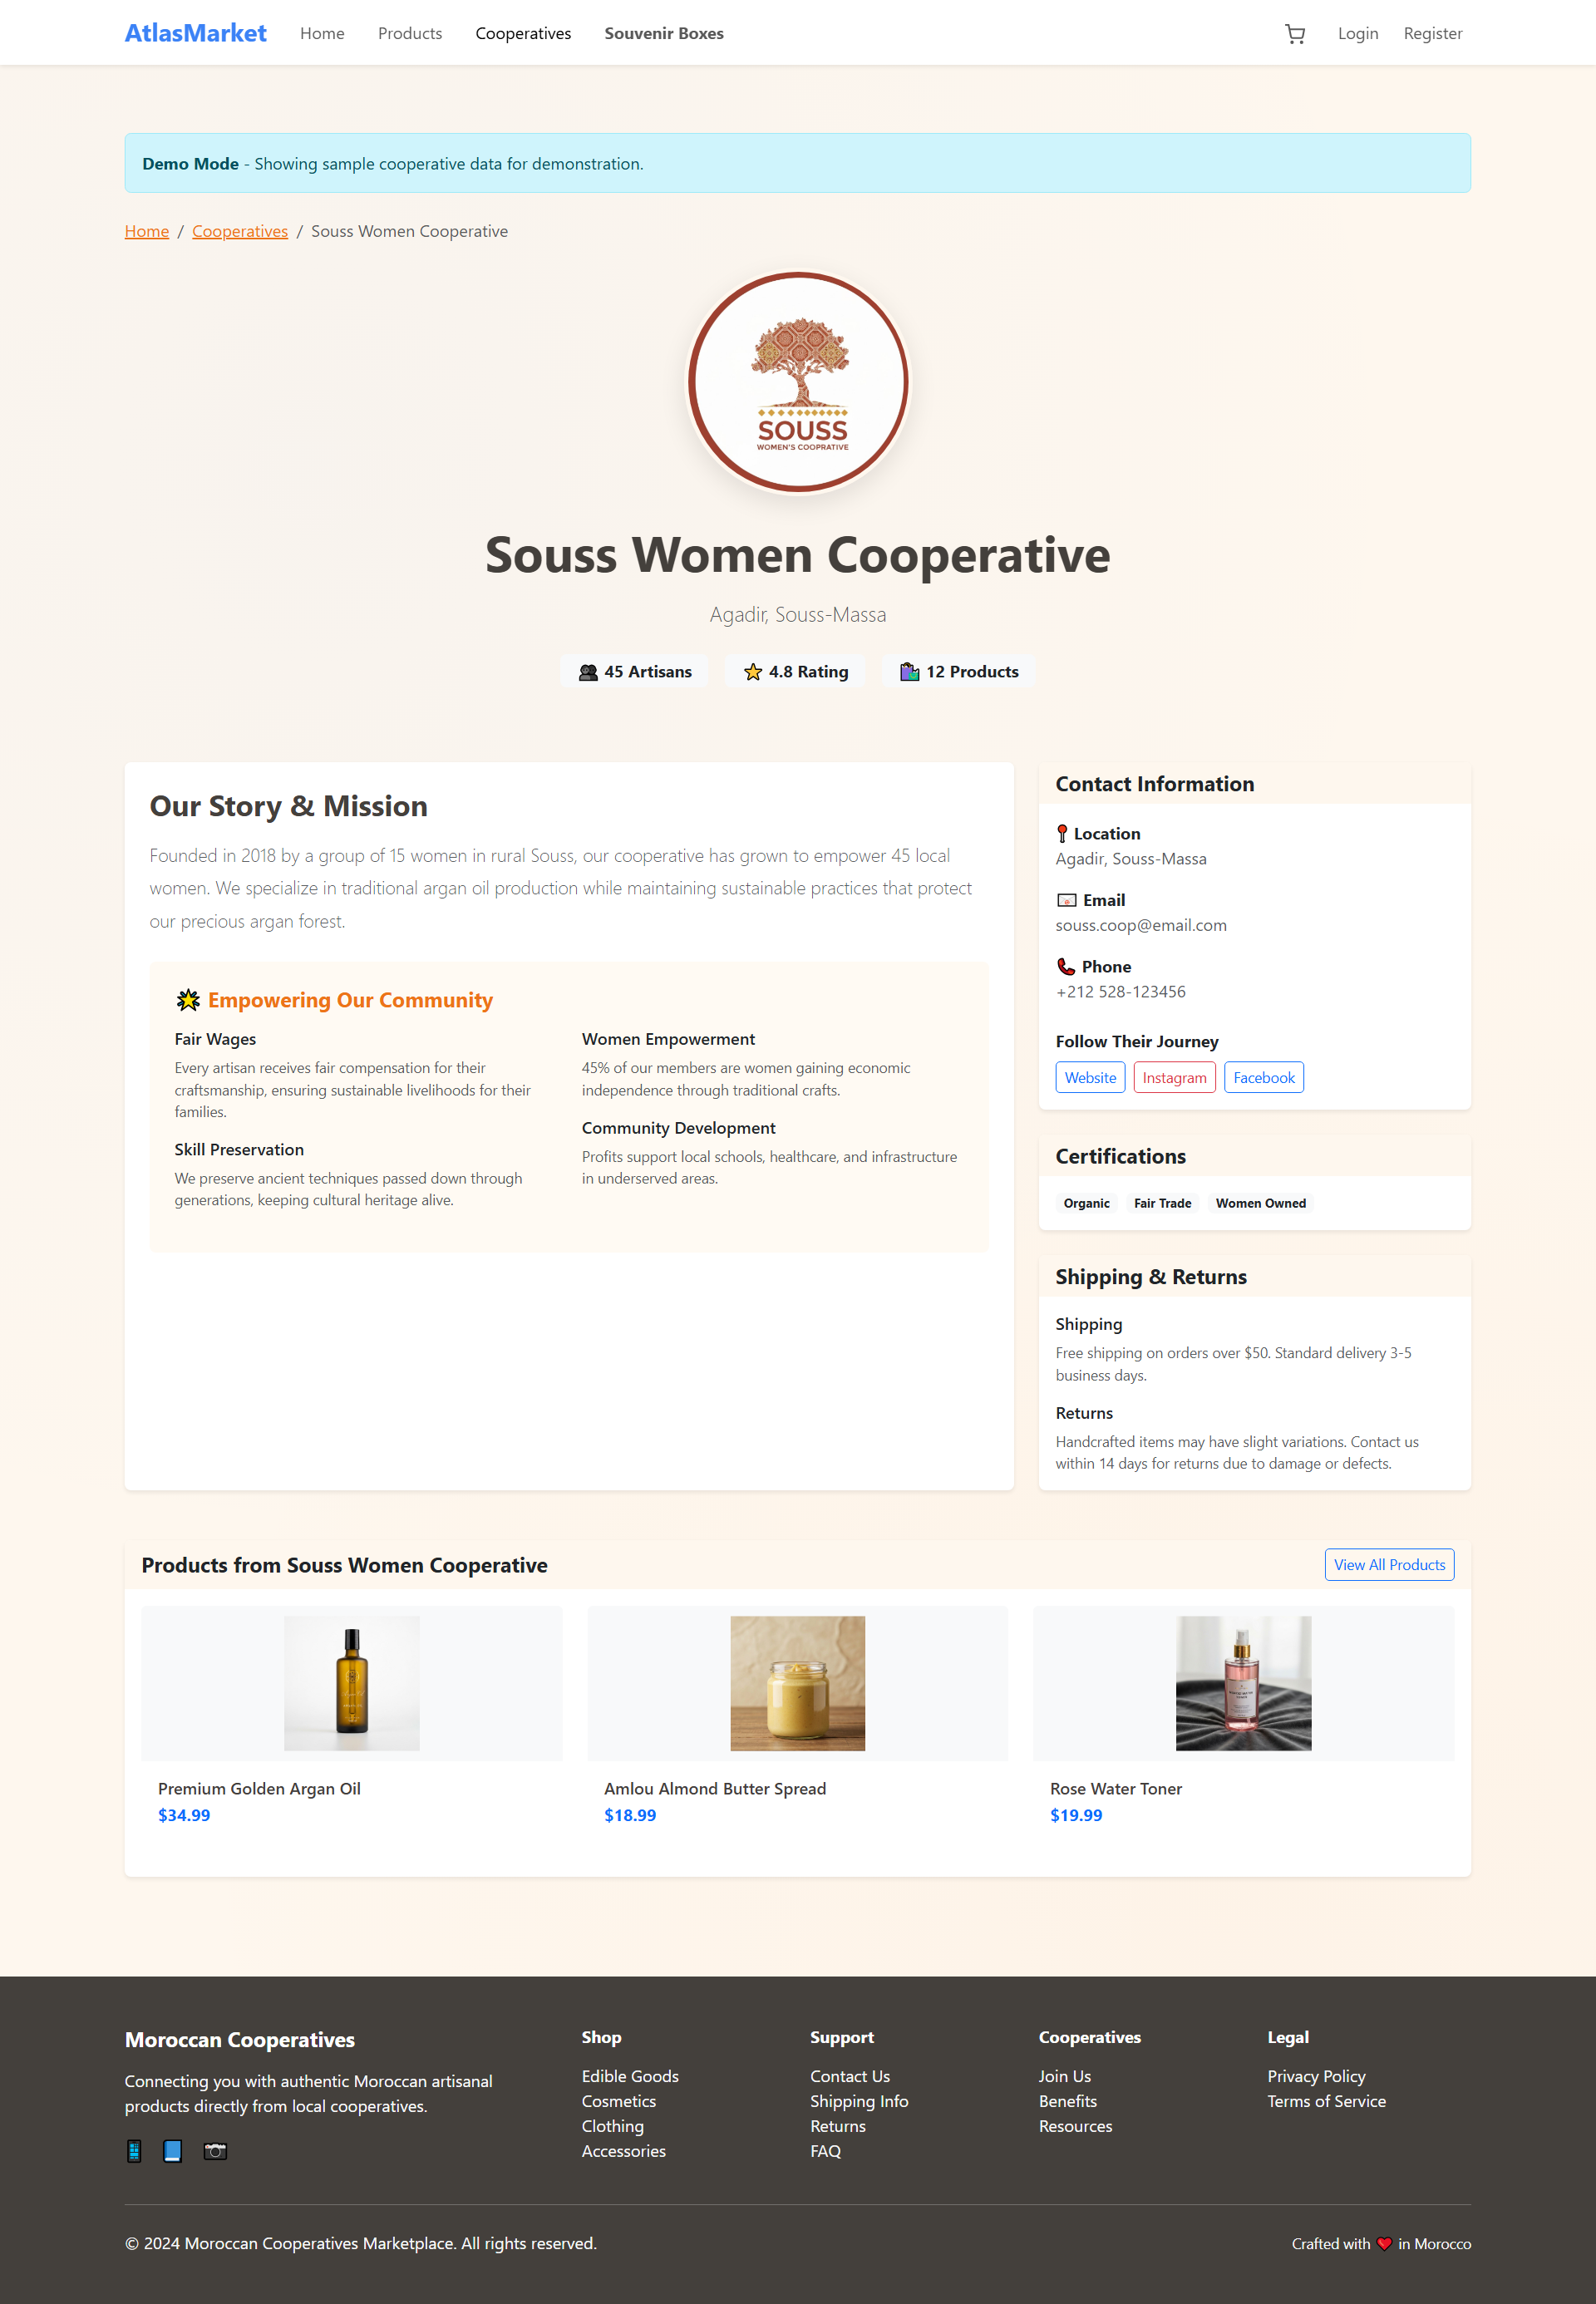 AtlasMarket
Home
Products
Cooperatives
Souvenir Boxes
Login
Register
Demo Mode - Showing sample cooperative data for demonstration.
Home / Cooperatives / Souss Women Cooperative
SOUSS
WOMEN'S COOPRATIVE
Souss Women Cooperative
Agadir, Souss-Massa
45 Artisans
4.8 Rating
12 Products
Our Story & Mission
Founded in 2018 by a group of 15 women in rural Souss, our cooperative has grown to empower 45 local
women. We specialize in traditional argan oil production while maintaining sustainable practices that protect
our precious argan forest.
Empowering Our Community
Fair Wages
Every artisan receives fair compensation for their
craftsmanship, ensuring sustainable livelihoods for their
families.
Skill Preservation
We preserve ancient techniques passed down through
generations, keeping cultural heritage alive.
Women Empowerment
45% of our members are women gaining economic
independence through traditional crafts.
Community Development
Profits support local schools, healthcare, and infrastructure
in underserved areas.
Contact Information
Location
Agadir, Souss-Massa
Email
souss.coop@email.com
Phone
+212 528-123456
Follow Their Journey
Website
Instagram
Facebook
Certifications
Organic
Fair Trade
Women Owned
Shipping & Returns
Shipping
Free shipping on orders over $50. Standard delivery 3-5
business days.
Returns
Handcrafted items may have slight variations. Contact us
within 14 days for returns due to damage or defects.
Products from Souss Women Cooperative
View All Products
Premium Golden Argan Oil
$34.99
Amlou Almond Butter Spread
$18.99
Rose Water Toner
$19.99
Moroccan Cooperatives
Connecting you with authentic Moroccan artisanal
products directly from local cooperatives.
Shop
Edible Goods
Cosmetics
Clothing
Accessories
Support
Contact Us
Shipping Info
Returns
FAQ
Cooperatives
Join Us
Benefits
Resources
Legal
Privacy Policy
Terms of Service
© 2024 Moroccan Cooperatives Marketplace. All rights reserved.
Crafted with ❤️ in Morocco